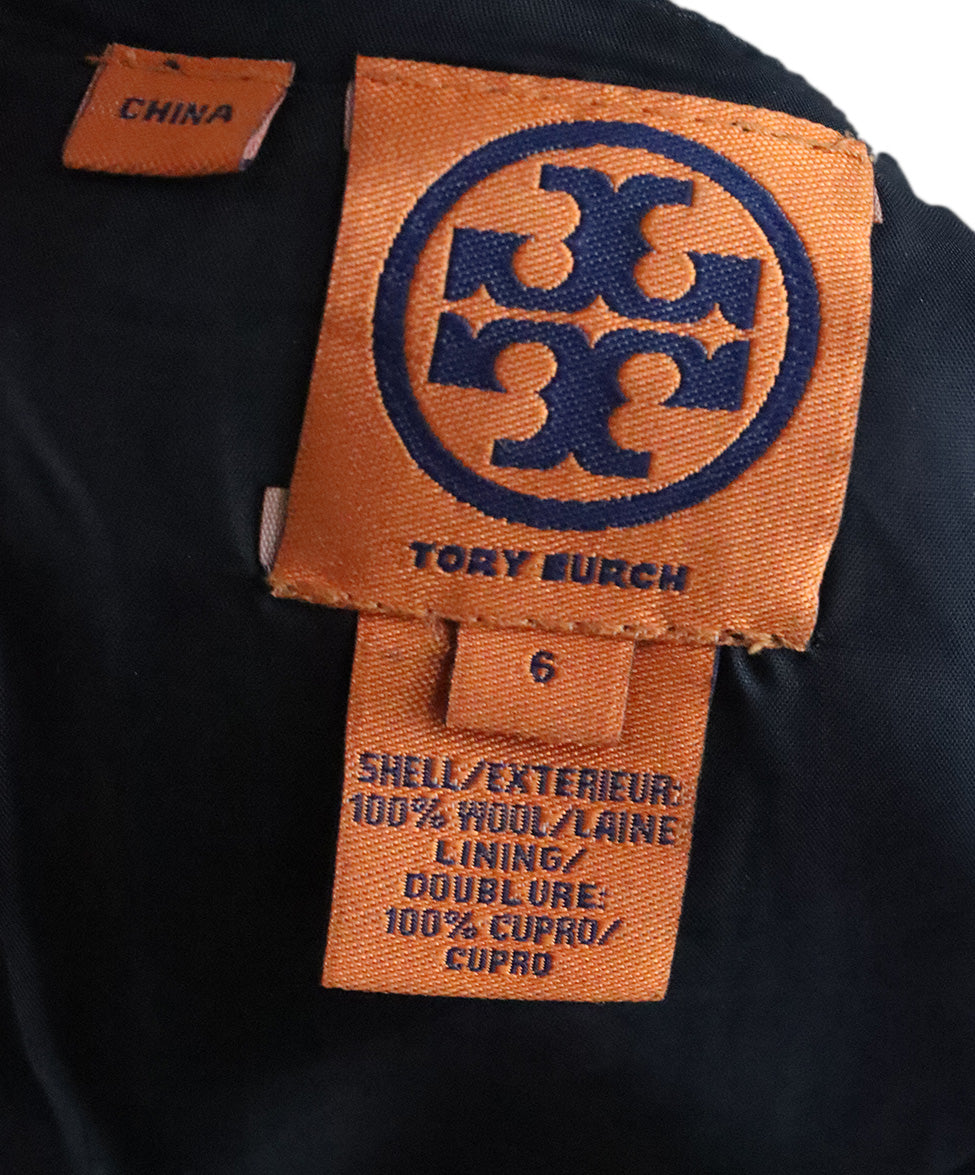 CHINA
TORY BURCH
6
SHELL/EXTERIEUR:
100% WOOL/LAINE
LINING/
DOUBLURE:
100% CUPRO/
CUPRO